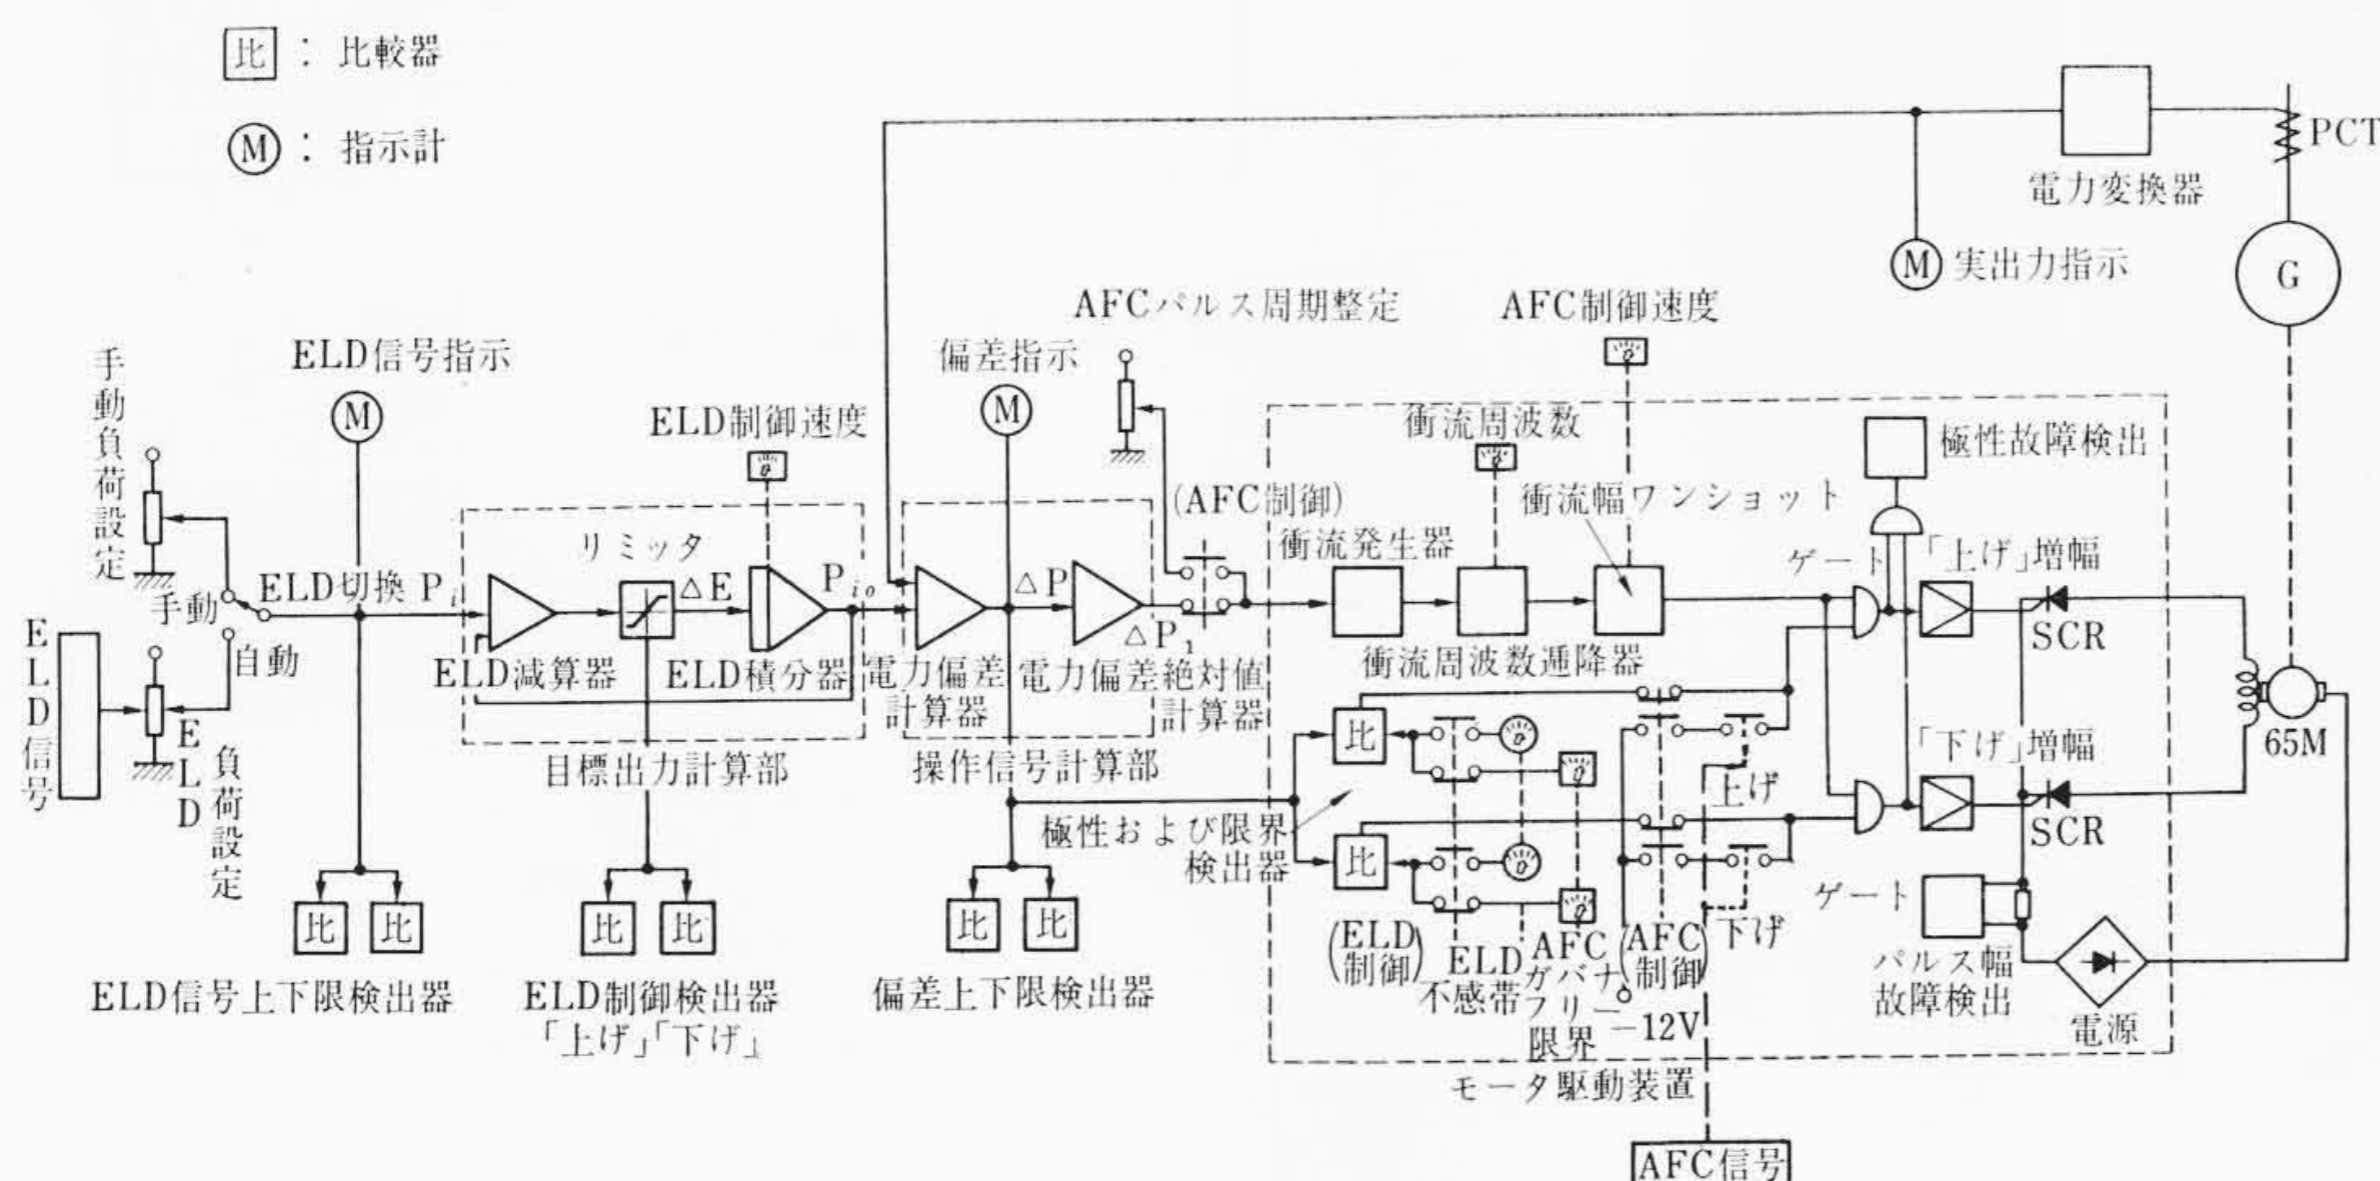 比 : 比較器
M : 指示計
PCT
電力変換器
G
M 実出力指示
AFCパルス周期整定
AFC制御速度
ELD信号指示
M
偏差指示
M
手動負荷設定
ELD制御速度
衝流周波数
極性故障検出
(AFC制御)
衝流幅ワンショット
衝流発生器
リミッタ
ゲート
「上げ」増幅
手動
ELD切換 Pi
△E
Pio
△P
△P1
SCR
自動
ELD信号
ELD負荷設定
ELD減算器
ELD積分器
電力偏差計算器
電力偏差絶対値計算器
衝流周波数逓降器
比
目標出力計算部
操作信号計算部
上げ
「下げ」増幅
65M
極性および限界検出器
比
SCR
比 比
比 比
比 比
(ELD制御)
ELD不感帯
AFCガバナフリー限界
(AFC制御)
下げ
ゲート
−12V
パルス幅故障検出
電源
ELD信号上下限検出器
ELD制御検出器
「上げ」「下げ」
偏差上下限検出器
モータ駆動装置
AFC信号